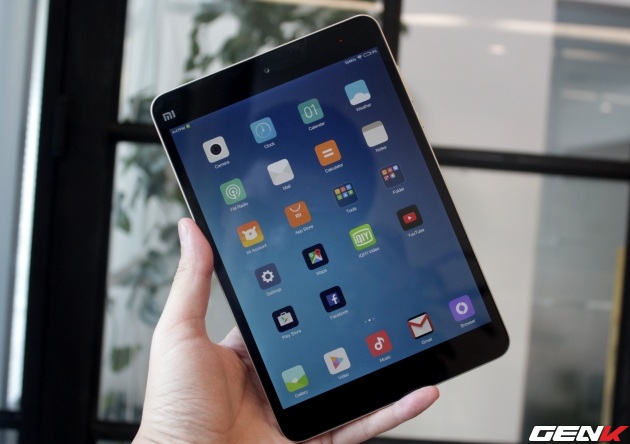 mi
Camera
Clock
Calendar
01
Weather
FM Radio
Mail
Calculator
Notes
Mi Account
App Store
Tools
Folder
Settings
Maps
iQIYI Video
QIYI
YouTube
Play Store
Facebook
Gallery
Video
Music
Gmail
Browser
GENK